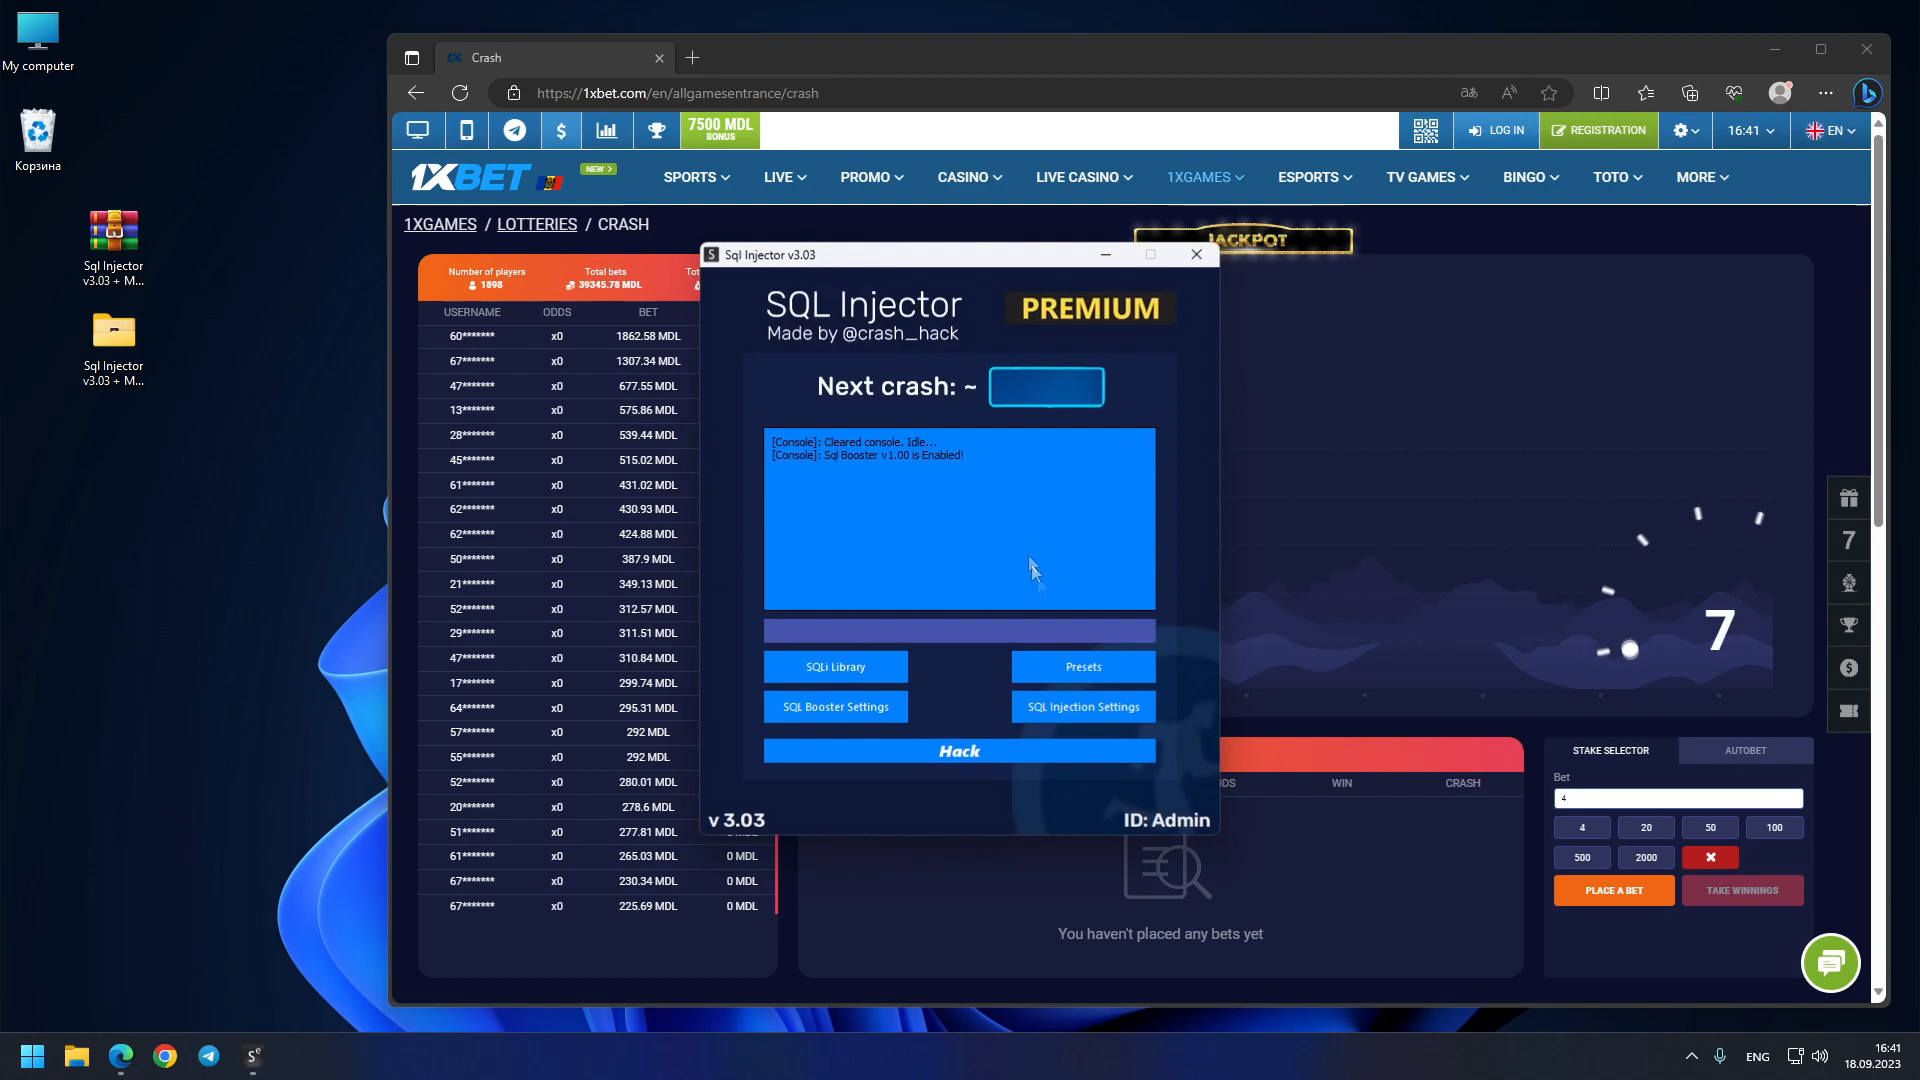 My computer
Корзина
Sql Injector
v3.03 + M...
Sql Injector
v3.03 + M...
Crash
https://1xbet.com/en/allgamesentrance/crash
7500 MDL
BONUS
LOG IN
REGISTRATION
16:41
EN
1XBET
NEW >
SPORTS
LIVE
PROMO
CASINO
LIVE CASINO
1XGAMES
ESPORTS
TV GAMES
BINGO
TOTO
MORE
1XGAMES / LOTTERIES / CRASH
JACKPOT
Number of players
1898
Total bets
39345.78 MDL
Tot
USERNAME ODDS BET
60******* x0 1862.58 MDL
67******* x0 1307.34 MDL
47******* x0 677.55 MDL
13******* x0 575.86 MDL
28******* x0 539.44 MDL
45******* x0 515.02 MDL
61******* x0 431.02 MDL
62******* x0 430.93 MDL
62******* x0 424.88 MDL
50******* x0 387.9 MDL
21******* x0 349.13 MDL
52******* x0 312.57 MDL
29******* x0 311.51 MDL
47******* x0 310.84 MDL
17******* x0 299.74 MDL
64******* x0 295.31 MDL
57******* x0 292 MDL
55******* x0 292 MDL
52******* x0 280.01 MDL
20******* x0 278.6 MDL
51******* x0 277.81 MDL
61******* x0 265.03 MDL 0 MDL
67******* x0 230.34 MDL 0 MDL
67******* x0 225.69 MDL 0 MDL
Sql Injector v3.03
SQL Injector
PREMIUM
Made by @crash_hack
Next crash: ~
[Console]: Cleared console. Idle...
[Console]: Sql Booster v1.00 is Enabled!
SQLi Library
Presets
SQL Booster Settings
SQL Injection Settings
Hack
v 3.03
ID: Admin
7
7
DS WIN CRASH
You haven't placed any bets yet
STAKE SELECTOR
AUTOBET
Bet
4
4 20 50 100
500 2000
PLACE A BET
TAKE WINNINGS
ENG
16:41
18.09.2023